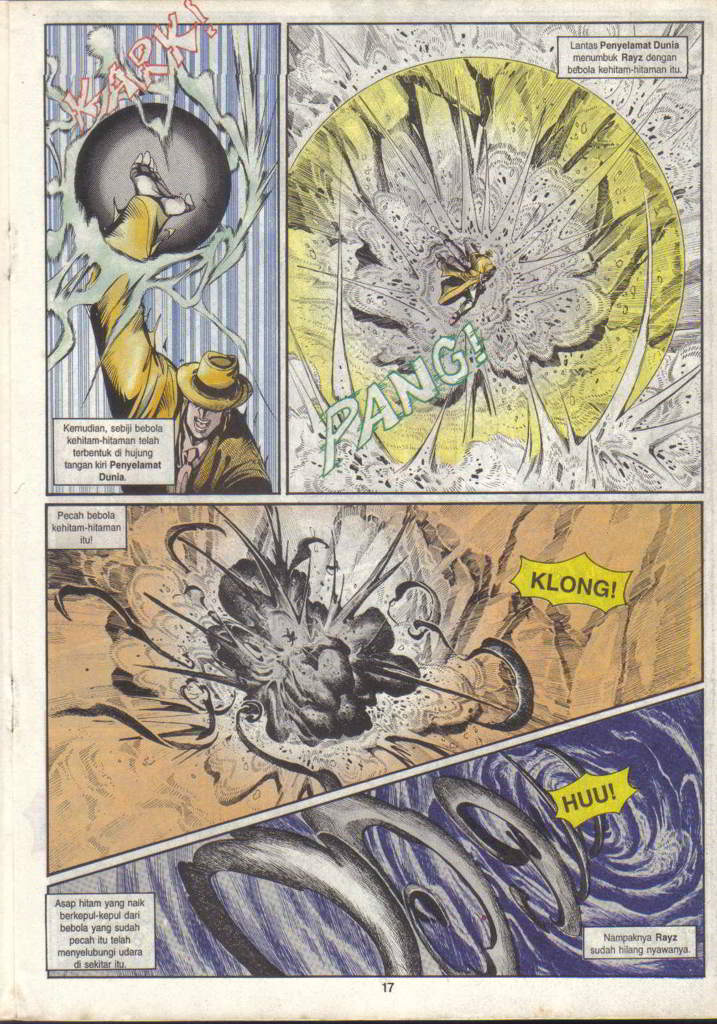 KARK!
Kemudian, sebiji bebola
kehitam-hitaman telah
terbentuk di hujung
tangan kiri Penyelamat
Dunia.
Lantas Penyelamat Dunia
menumbuk Rayz dengan
bebola kehitam-hitaman itu.
PANG!
Pecah bebola
kehitam-hitaman
itu!
KLONG!
HUU!
Asap hitam yang naik
berkepul-kepul dari
bebola yang sudah
pecah itu telah
menyelubungi udara
di sekitar itu.
Nampaknya Rayz
sudah hilang nyawanya.
17